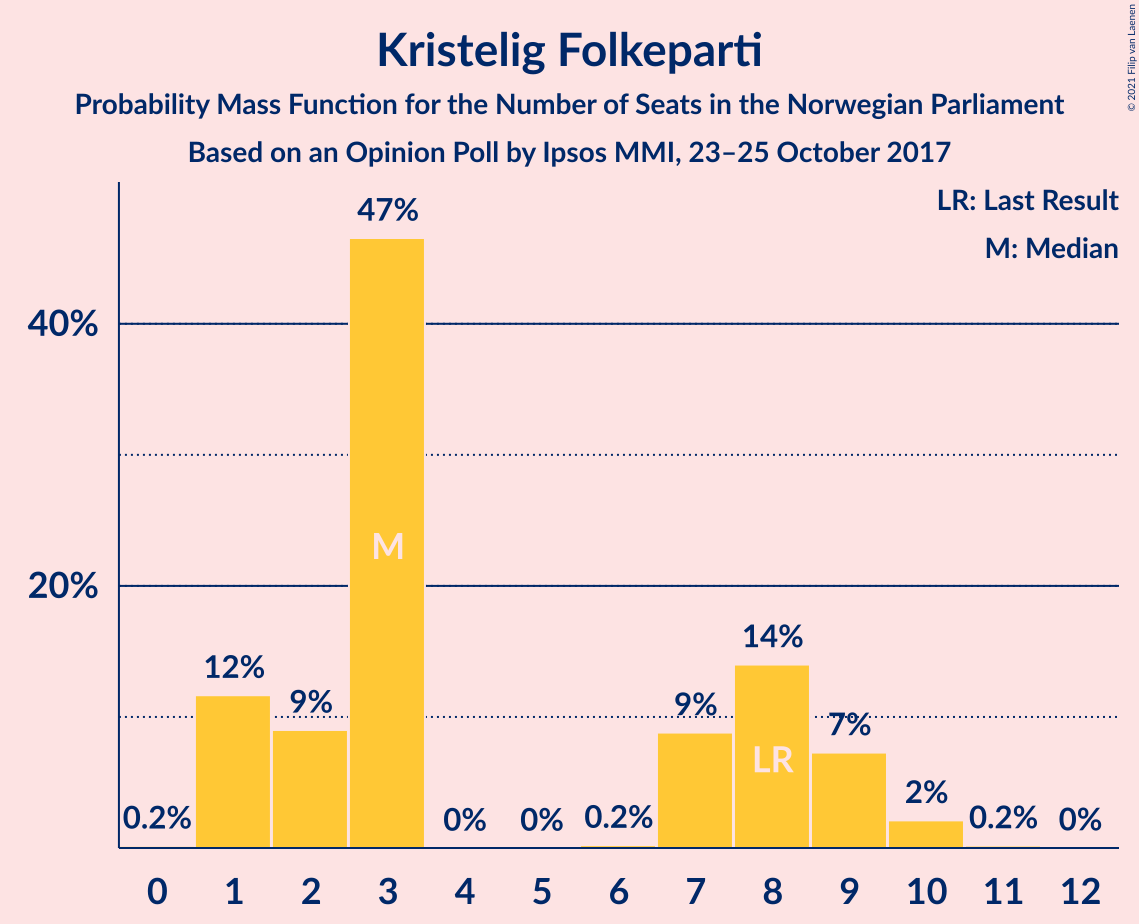 Kristelig Folkeparti
Probability Mass Function for the Number of Seats in the Norwegian Parliament
Based on an Opinion Poll by Ipsos MMI, 23–25 October 2017
© 2021 Filip van Laenen
LR: Last Result
M: Median
47%
40%
M
20%
14%
12%
9%
9%
7%
LR
2%
0.2%
0%
0%
0.2%
0.2%
0%
0 1 2 3 4 5 6 7 8 9 10 11 12